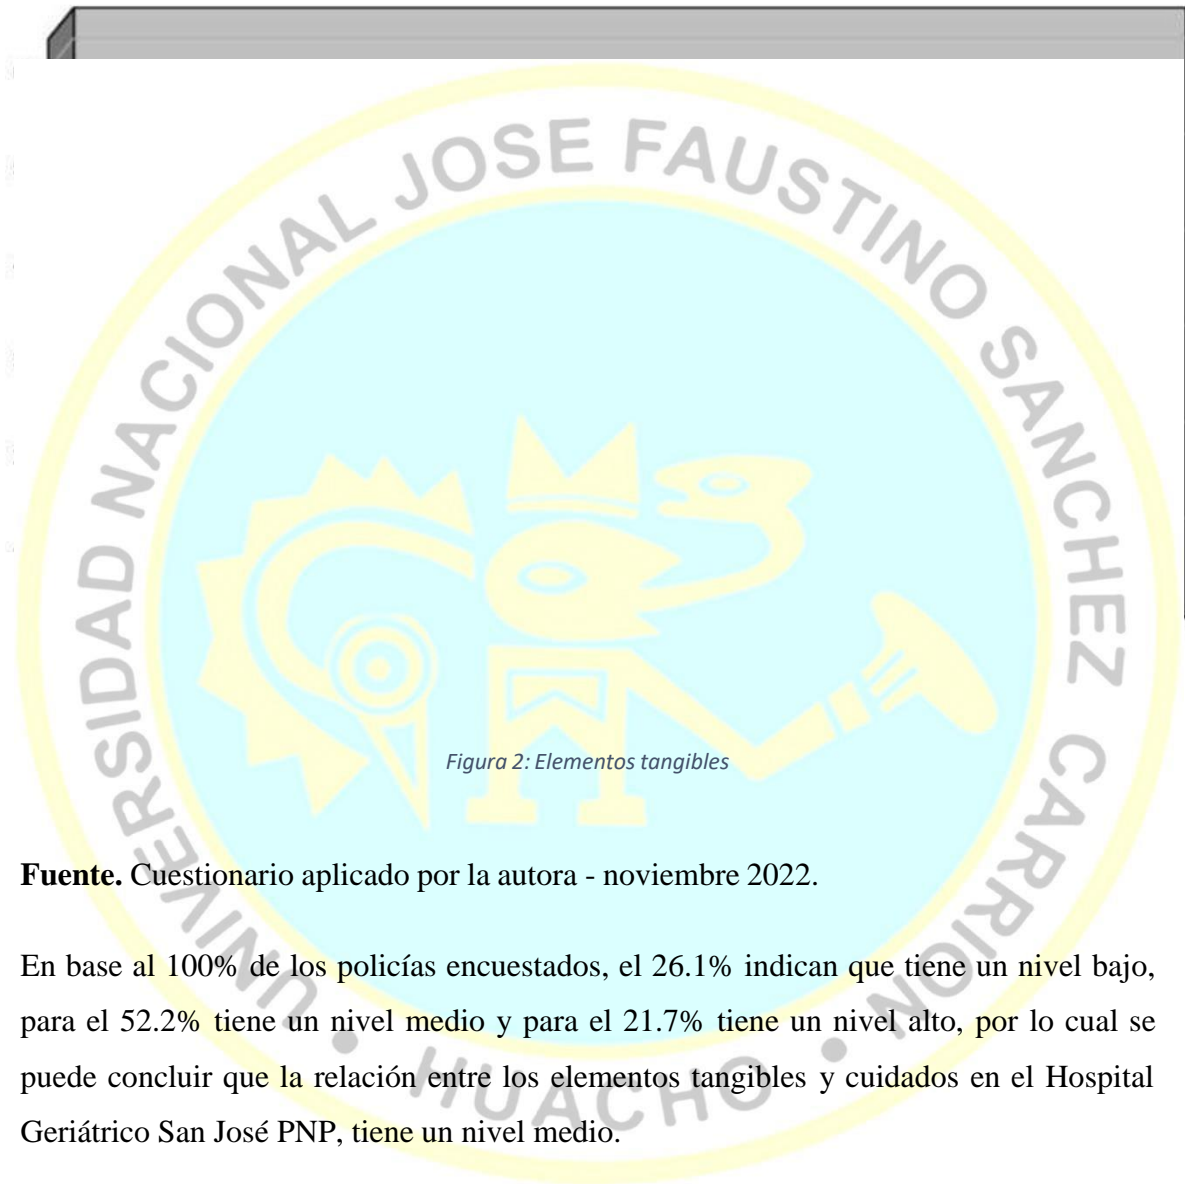 UNIVERSIDAD NACIONAL JOSE FAUSTINO SANCHEZ CARRION
• HUACHO •
Figura 2: Elementos tangibles
Fuente. Cuestionario aplicado por la autora - noviembre 2022.
En base al 100% de los policías encuestados, el 26.1% indican que tiene un nivel bajo,
para el 52.2% tiene un nivel medio y para el 21.7% tiene un nivel alto, por lo cual se
puede concluir que la relación entre los elementos tangibles y cuidados en el Hospital
Geriátrico San José PNP, tiene un nivel medio.